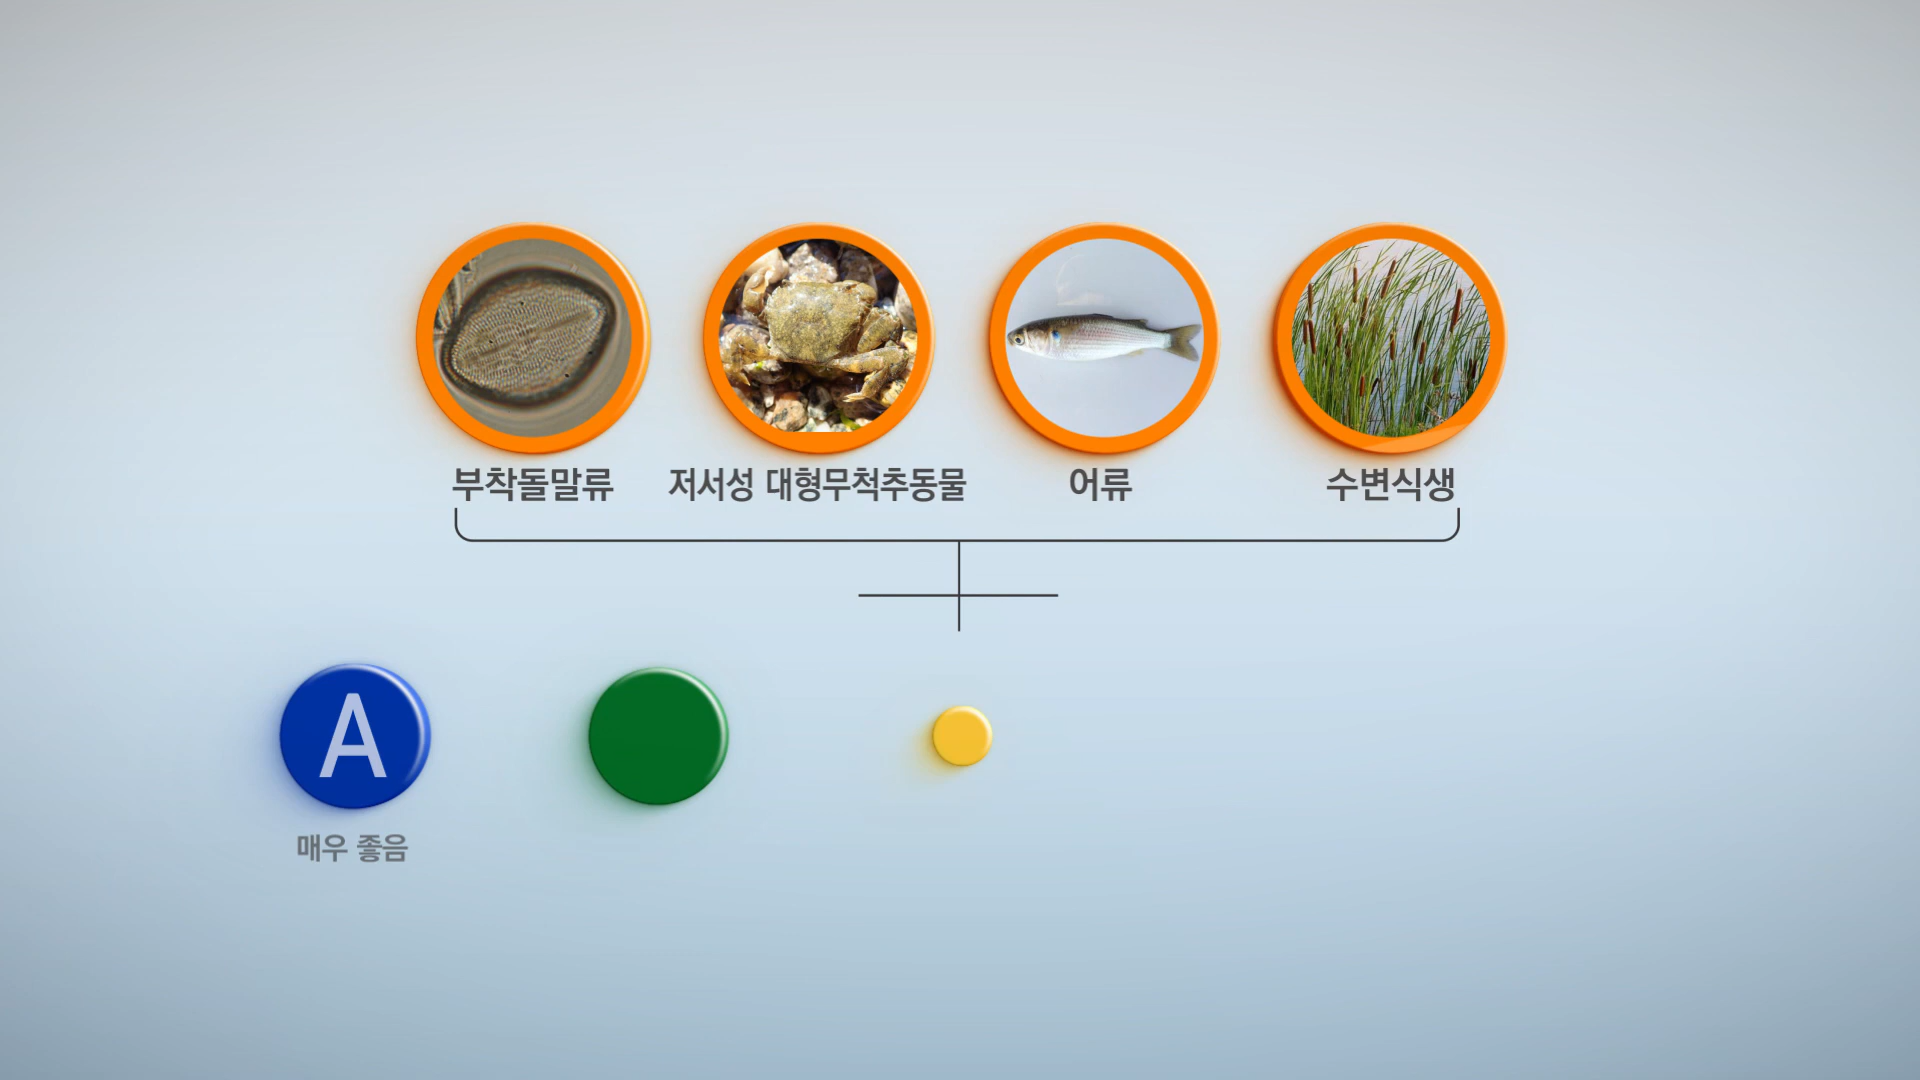 부착돌말류
저서성 대형무척추동물
어류
수변식생
A
매우 좋음